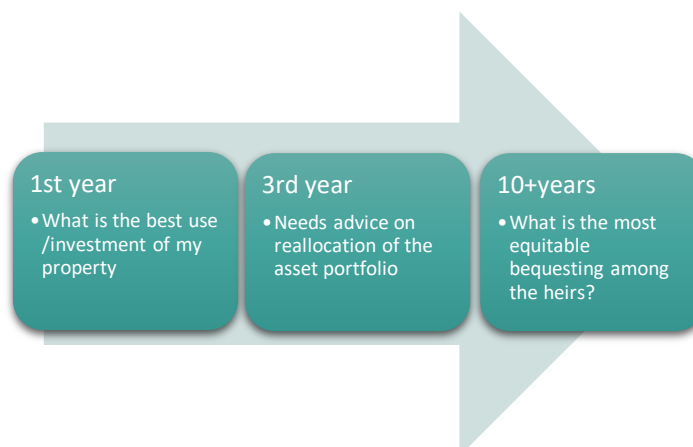 1st year
•What is the best use
/investment of my
property
3rd year
•Needs advice on
reallocation of the
asset portfolio
10+years
•What is the most
equitable
bequesting among
the heirs?